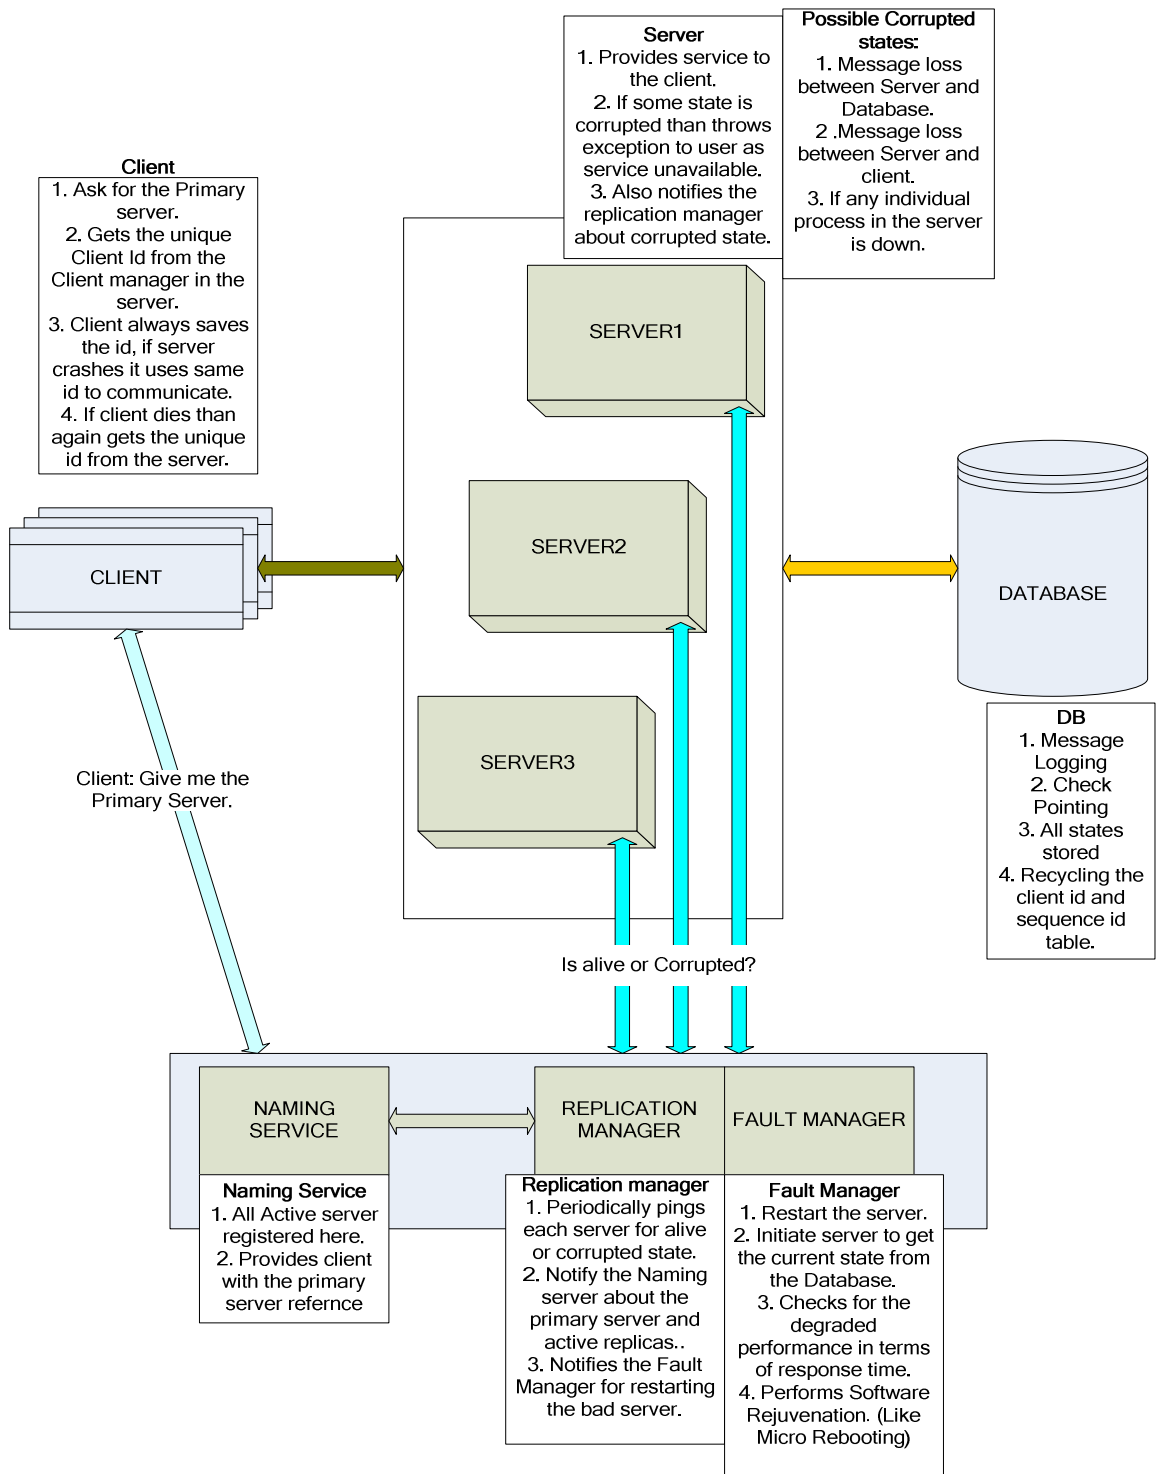 Server
1. Provides service to
the client.
2. If some state is
corrupted than throws
exception to user as
service unavailable.
3. Also notifies the
replication manager
about corrupted state.
Possible Corrupted
states:
1. Message loss
between Server and
Database.
2 .Message loss
between Server and
client.
3. If any individual
process in the server
is down.
Client
1. Ask for the Primary
server.
2. Gets the unique
Client Id from the
Client manager in the
server.
3. Client always saves
the id, if server
crashes it uses same
id to communicate.
4. If client dies than
again gets the unique
id from the server.
SERVER1
SERVER2
SERVER3
CLIENT
DATABASE
DB
1. Message
Logging
2. Check
Pointing
3. All states
stored
4. Recycling the
client id and
sequence id
table.
Client: Give me the
Primary Server.
Is alive or Corrupted?
NAMING
SERVICE
REPLICATION
MANAGER
FAULT MANAGER
Naming Service
1. All Active server
registered here.
2. Provides client
with the primary
server refernce
Replication manager
1. Periodically pings
each server for alive
or corrupted state.
2. Notify the Naming
server about the
primary server and
active replicas..
3. Notifies the Fault
Manager for restarting
the bad server.
Fault Manager
1. Restart the server.
2. Initiate server to get
the current state from
the Database.
3. Checks for the
degraded
performance in terms
of response time.
4. Performs Software
Rejuvenation. (Like
Micro Rebooting)